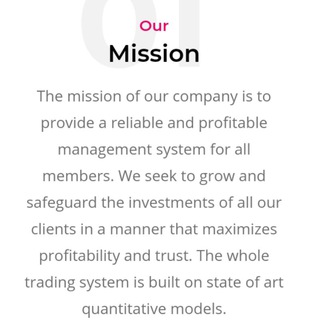 01
Our
Mission
The mission of our company is to
provide a reliable and profitable
management system for all
members. We seek to grow and
safeguard the investments of all our
clients in a manner that maximizes
profitability and trust. The whole
trading system is built on state of art
quantitative models.